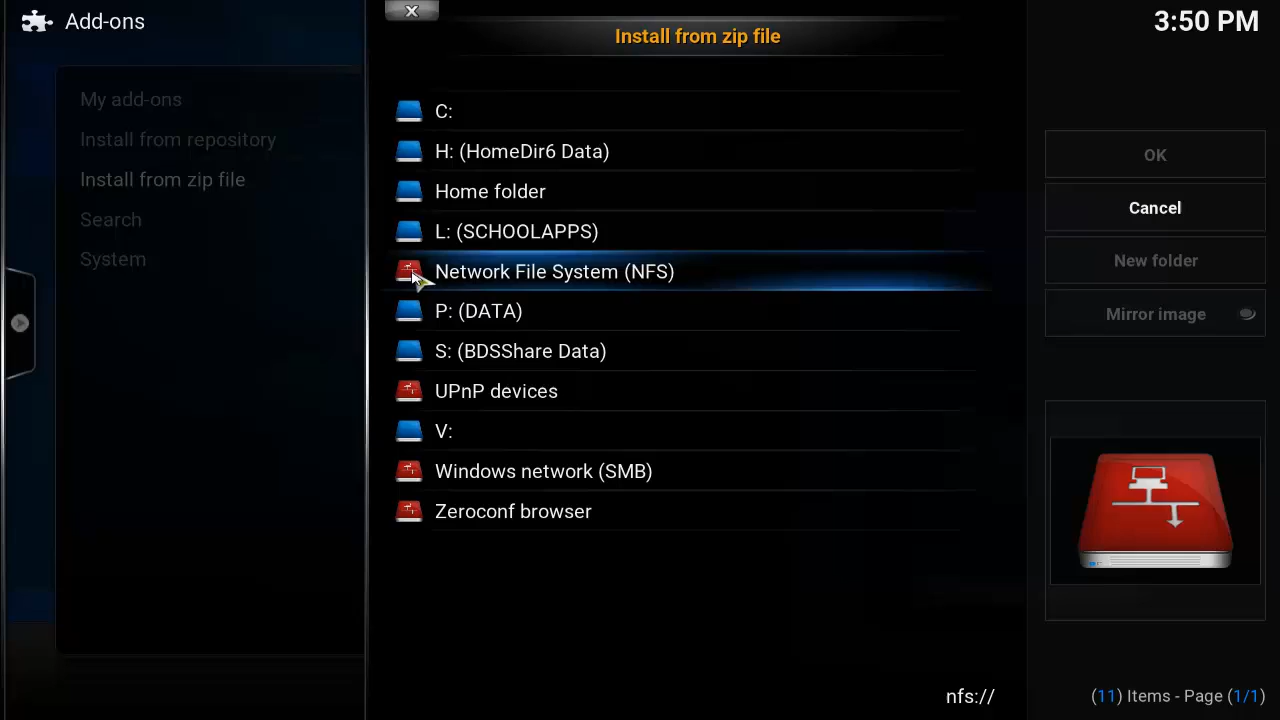 Add-ons
Install from zip file
3:50 PM
My add-ons
Install from repository
Install from zip file
Search
System
C:
H: (HomeDir6 Data)
Home folder
L: (SCHOOLAPPS)
Network File System (NFS)
P: (DATA)
S: (BDSShare Data)
UPnP devices
V:
Windows network (SMB)
Zeroconf browser
OK
Cancel
New folder
Mirror image
nfs://
(11) Items - Page (1/1)